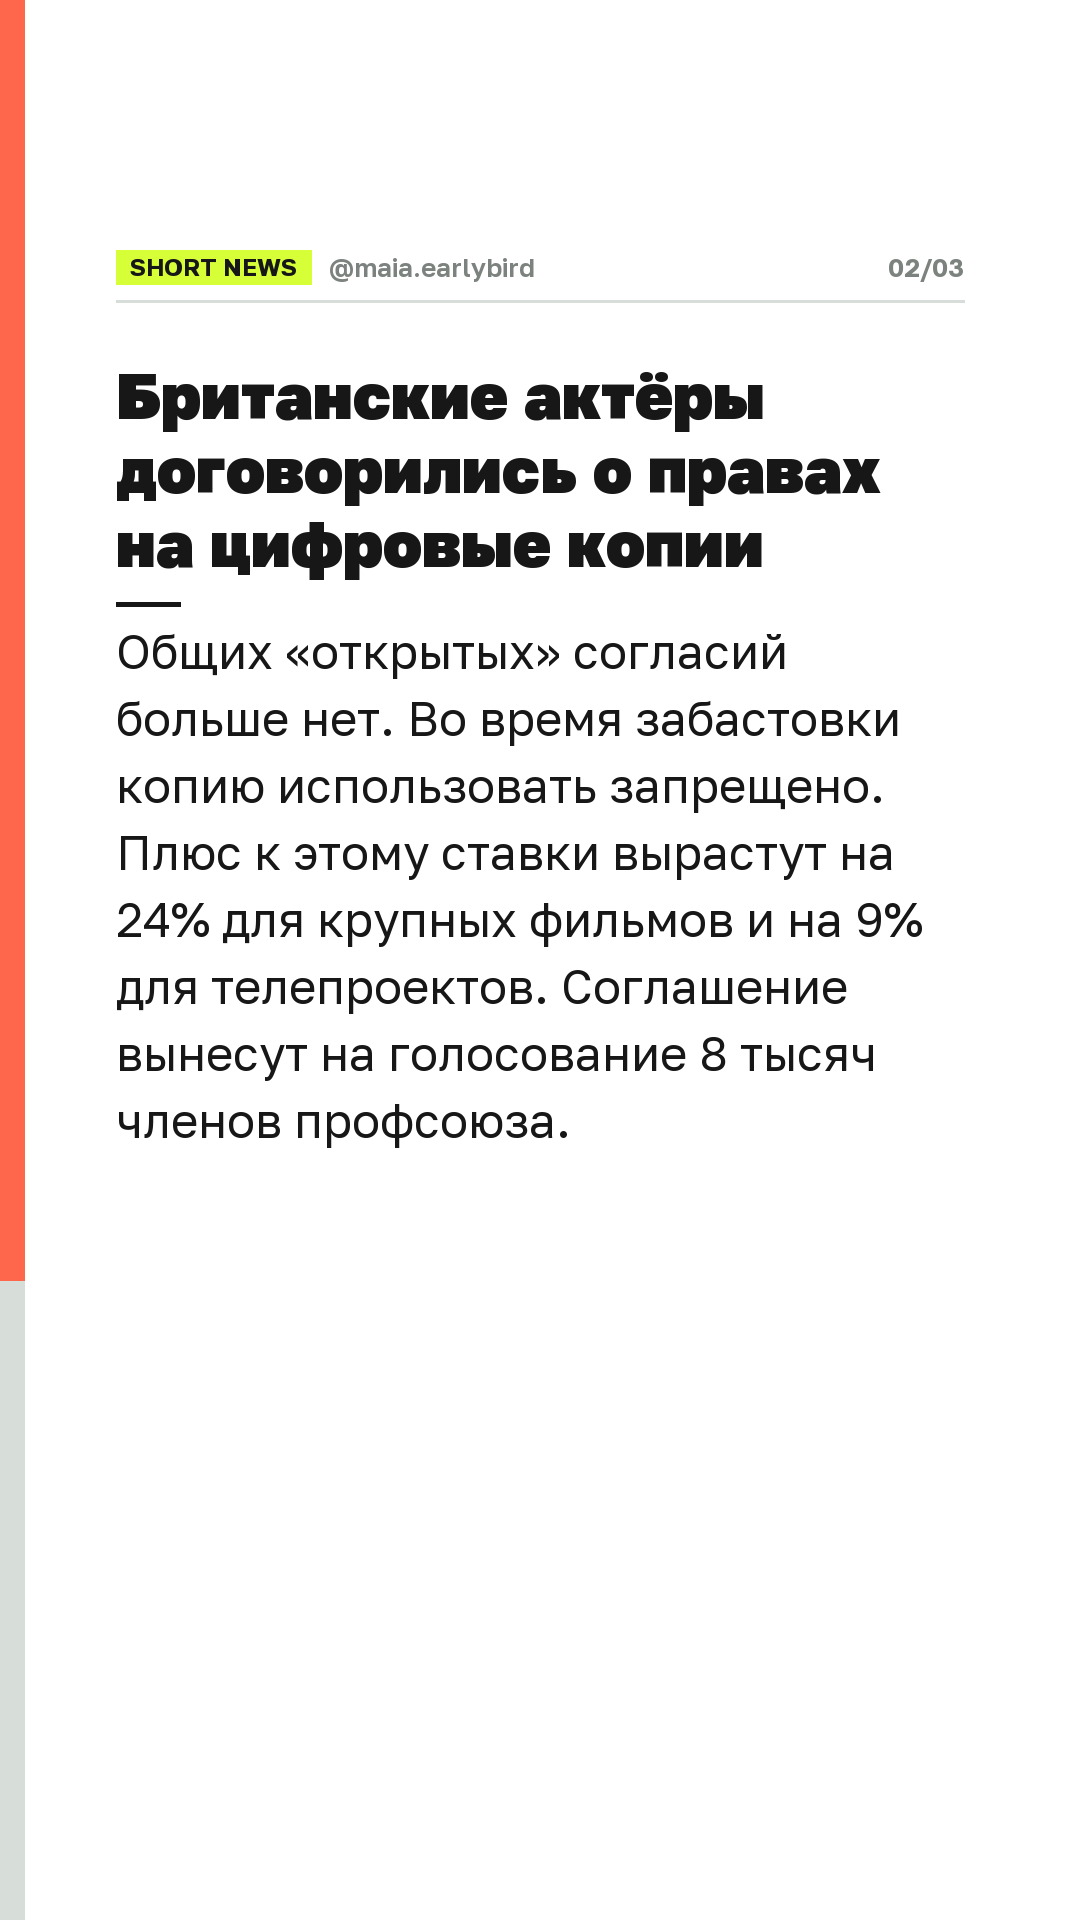 SHORT NEWS @maia.earlybird 02/03
Британские актёры
договорились о правах
на цифровые копии
Общих «открытых» согласий
больше нет. Во время забастовки
копию использовать запрещено.
Плюс к этому ставки вырастут на
24% для крупных фильмов и на 9%
для телепроектов. Соглашение
вынесут на голосование 8 тысяч
членов профсоюза.